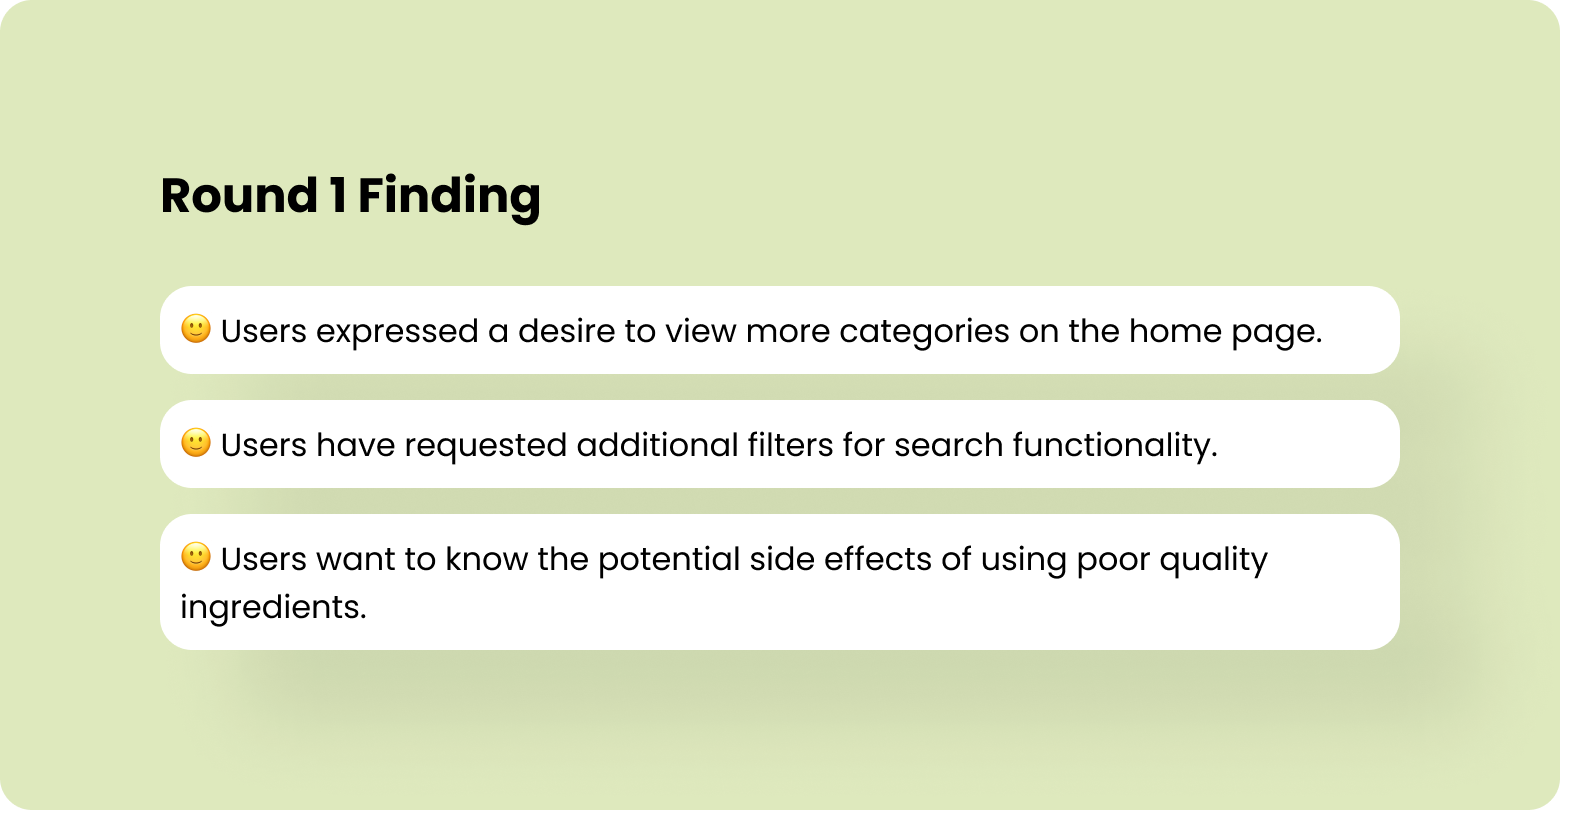 Round 1 Finding
🙂 Users expressed a desire to view more categories on the home page.
🙂 Users have requested additional filters for search functionality.
🙂 Users want to know the potential side effects of using poor quality
ingredients.